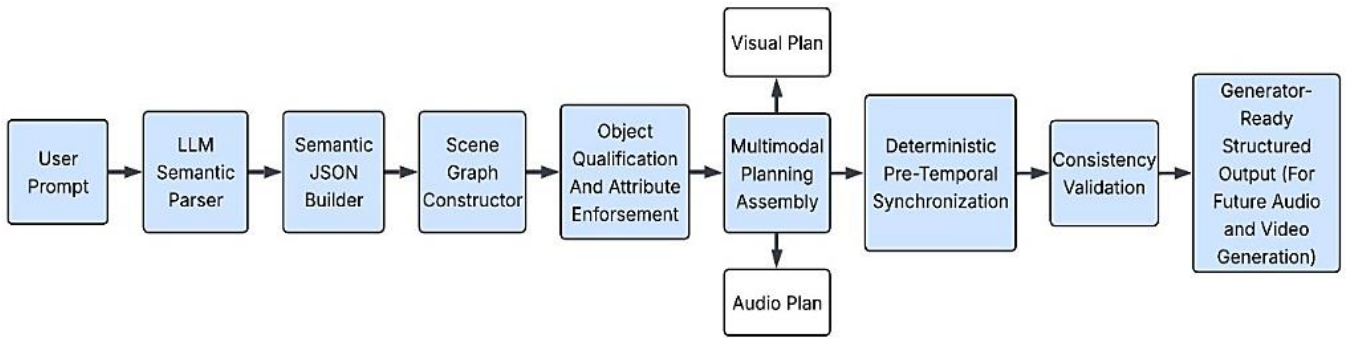 User
Prompt
LLM
Semantic
Parser
Semantic
JSON
Builder
Scene
Graph
Constructor
Object
Qualification
And Attribute
Enforsement
Visual Plan
Multimodal
Planning
Assembly
Audio Plan
Deterministic
Pre-Temporal
Synchronization
Consistency
Validation
Generator-
Ready
Structured
Output (For
Future Audio
and Video
Generation)